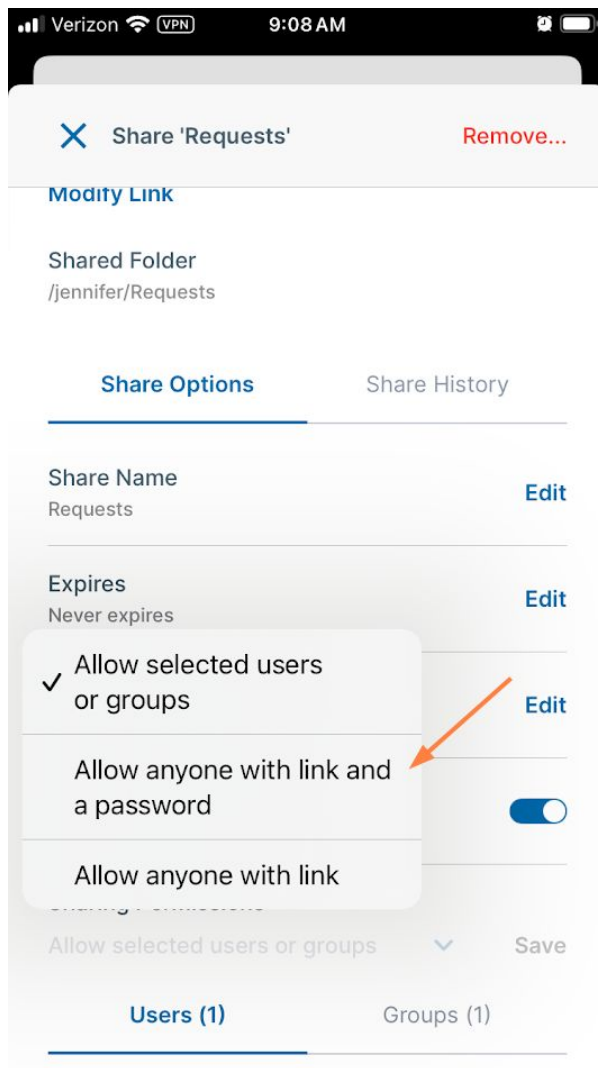 Verizon VPN 9:08 AM
Share 'Requests' Remove...
Modify Link
Shared Folder
/jennifer/Requests
Share Options Share History
Share Name
Requests
Edit
Expires
Never expires
Edit
Allow selected users
or groups
Edit
Allow anyone with link and
a password
Allow anyone with link
Sharing Permissions
Allow selected users or groups Save
Users (1) Groups (1)